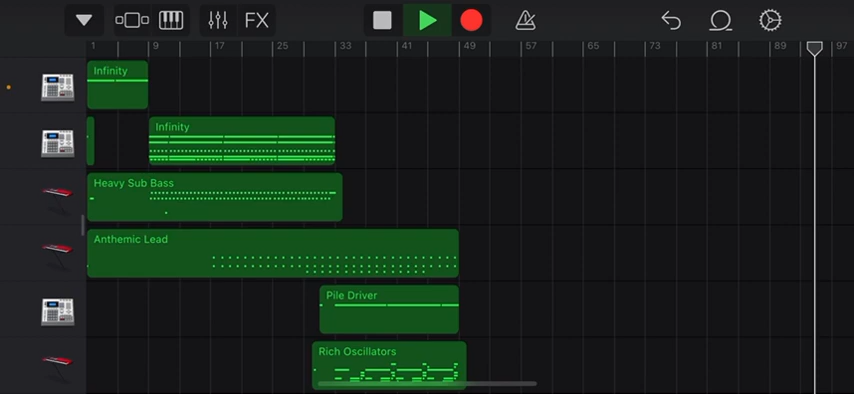 FX
1 9 17 25 33 41 49 57 65 73 81 89 97
Infinity
Infinity
Heavy Sub Bass
Anthemic Lead
Pile Driver
Rich Oscillators